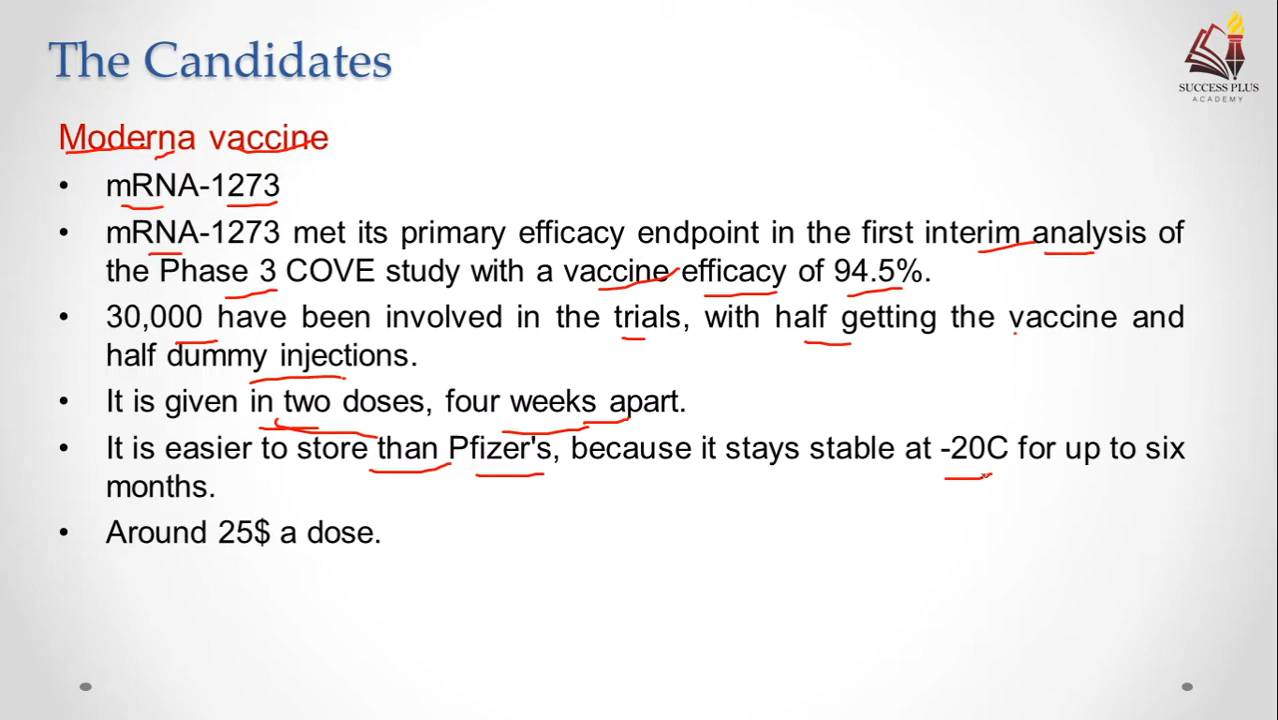 The Candidates
SUCCESS PLUS
ACADEMY
Moderna vaccine
• mRNA-1273
• mRNA-1273 met its primary efficacy endpoint in the first interim analysis of
the Phase 3 COVE study with a vaccine efficacy of 94.5%.
• 30,000 have been involved in the trials, with half getting the vaccine and
half dummy injections.
• It is given in two doses, four weeks apart.
• It is easier to store than Pfizer's, because it stays stable at -20C for up to six
months.
• Around 25$ a dose.